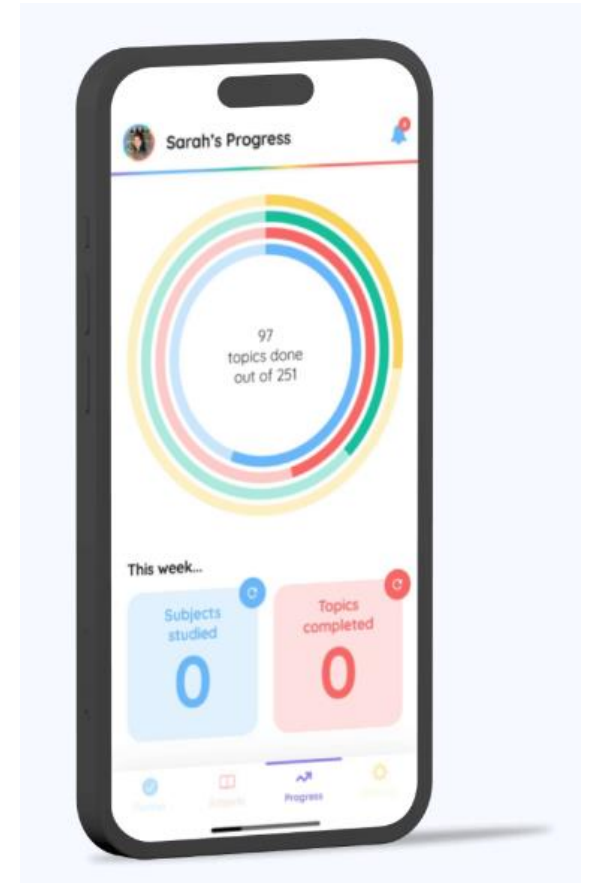 Sarah's Progress
97
topics done
out of 251
This week...
Subjects
studied
0
Topics
completed
0
Progress